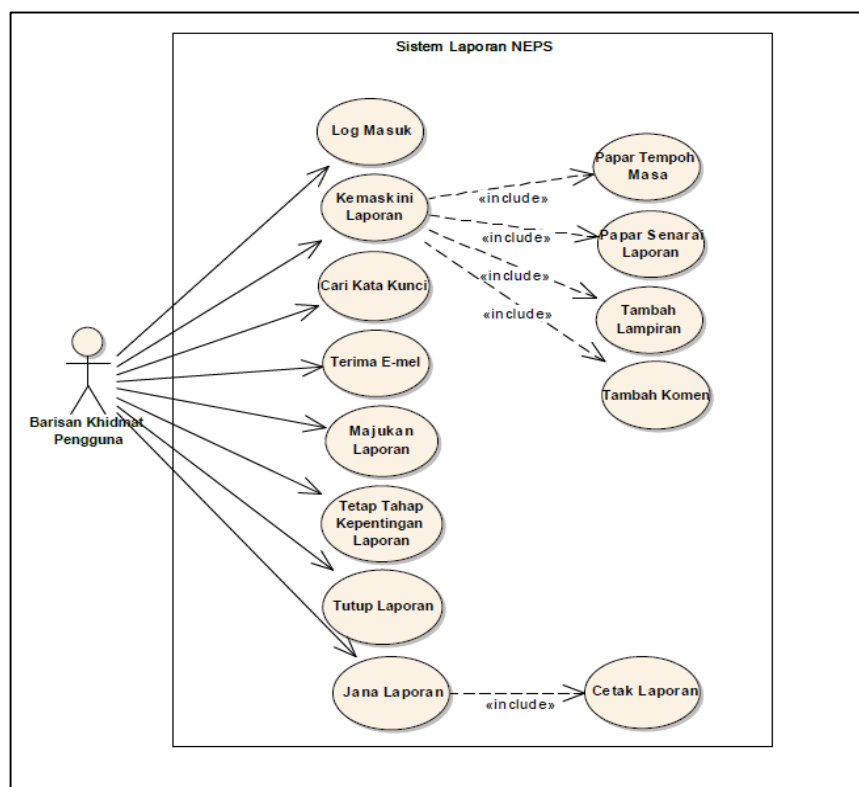 Sistem Laporan NEPS
Log Masuk
Kemaskini
Laporan
Cari Kata Kunci
Terima E-mel
Majukan
Laporan
Tetap Tahap
Kepentingan
Laporan
Tutup Laporan
Jana Laporan
Barisan Khidmat
Pengguna
Papar Tempoh
Masa
«include»
Papar Senarai
Laporan
«include»
Tambah
Lampiran
«include»
Tambah Komen
«include»
Cetak Laporan
«include»